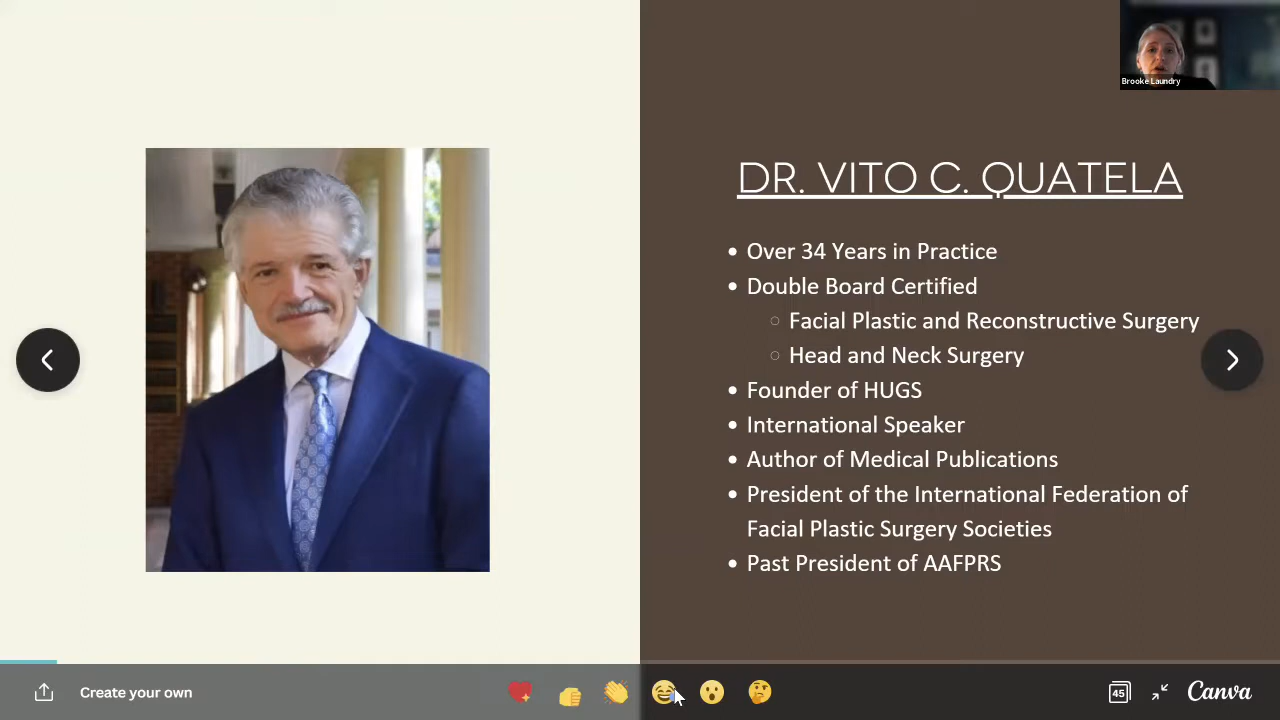 Brooke Laundry
DR. VITO C. QUATELA
• Over 34 Years in Practice
• Double Board Certified
○ Facial Plastic and Reconstructive Surgery
○ Head and Neck Surgery
• Founder of HUGS
• International Speaker
• Author of Medical Publications
• President of the International Federation of
Facial Plastic Surgery Societies
• Past President of AAFPRS
Create your own
45
Canva